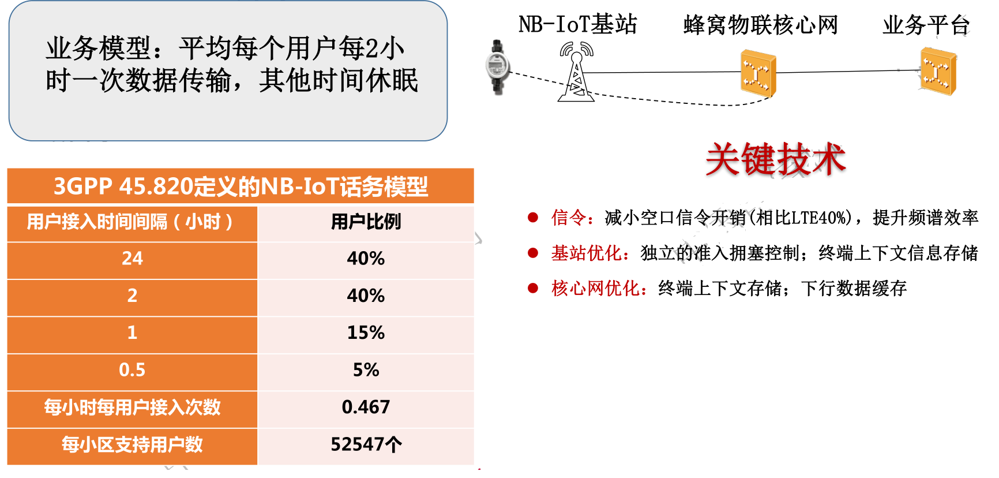 业务模型：平均每个用户每2小
时一次数据传输，其他时间休眠
NB-IoT基站
蜂窝物联核心网
业务平台
关键技术
信令：减小空口信令开销(相比LTE40%)，提升频谱效率
基站优化：独立的准入拥塞控制；终端上下文信息存储
核心网优化：终端上下文存储；下行数据缓存
3GPP 45.820定义的NB-IoT话务模型
用户接入时间间隔（小时） 用户比例
24 40%
2 40%
1 15%
0.5 5%
每小时每用户接入次数 0.467
每小区支持用户数 52547个